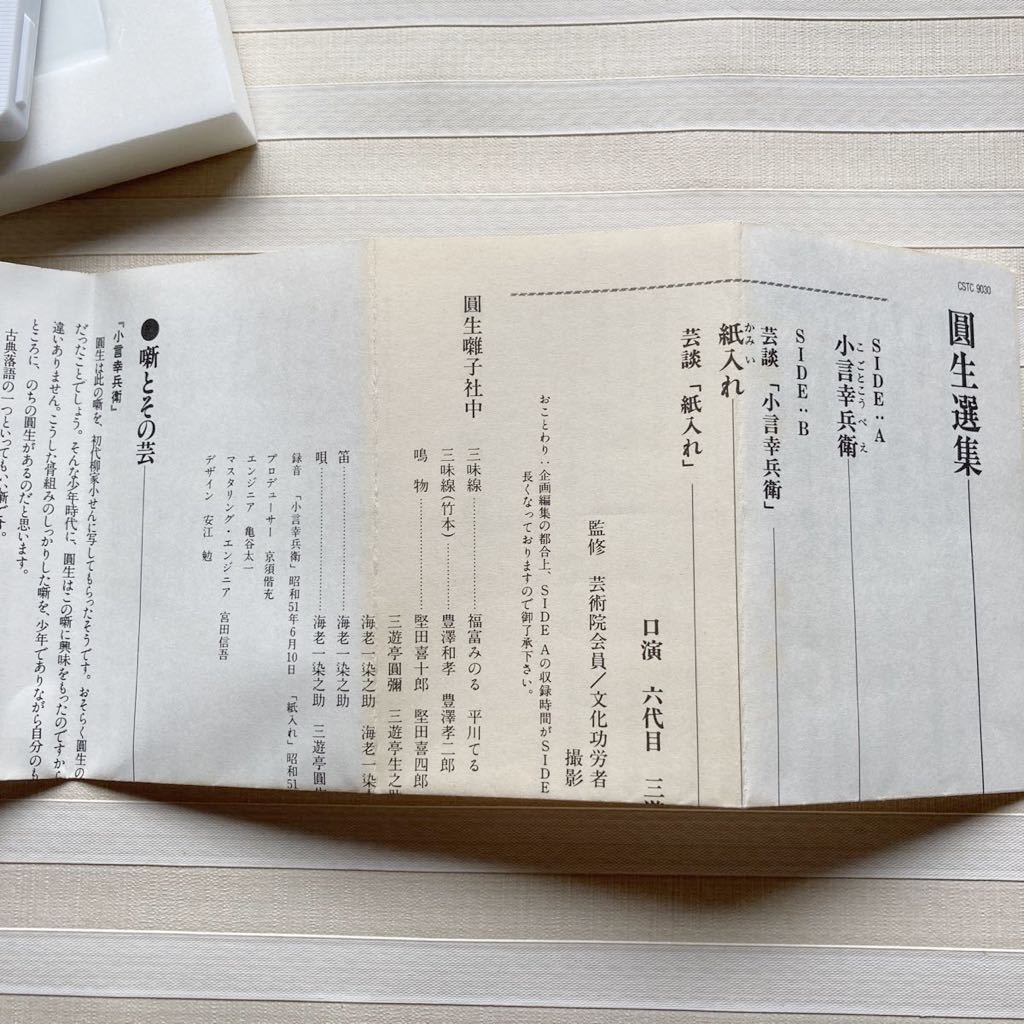 CSTC 9030
圓生選集
SIDE:A
小言幸兵衛
こごとこうべえ
芸談「小言幸兵衛」
SIDE:B
紙入れ
かみい
芸談「紙入れ」
口演 六代目 三遊
監修 芸術院会員/文化功労者
撮影
おことわり:企画編集の都合上、SIDE Aの収録時間がSIDE
長くなっておりますので御了承下さい。
圓生囃子社中
三味線……福富みのる 平川てる
三味線(竹本)……豊澤和孝 豊澤孝二郎
鳴物……堅田喜十郎 堅田喜四郎
三遊亭圓彌 三遊亭生之助
海老一染之助 海老一染太
笛……海老一染之助
唄……海老一染之助 三遊亭圓
録音 「小言幸兵衛」昭和51年6月10日 「紙入れ」昭和51
プロデューサー 京須偕充
エンジニア 亀谷太一
マスタリング・エンジニア 宮田信吾
デザイン 安江 勉
●噺とその芸
『小言幸兵衛』
圓生は此の噺を、初代柳家小せんに写してもらったそうです。おそらく圓生の
だったことでしょう。そんな少年時代に、圓生はこの噺に興味をもったのですから
違いありません。こうした骨組みのしっかりした噺を、少年でありながら自分のも
ところに、のちの圓生があるのだと思います。
古典落語の一つといってもいい噺です。